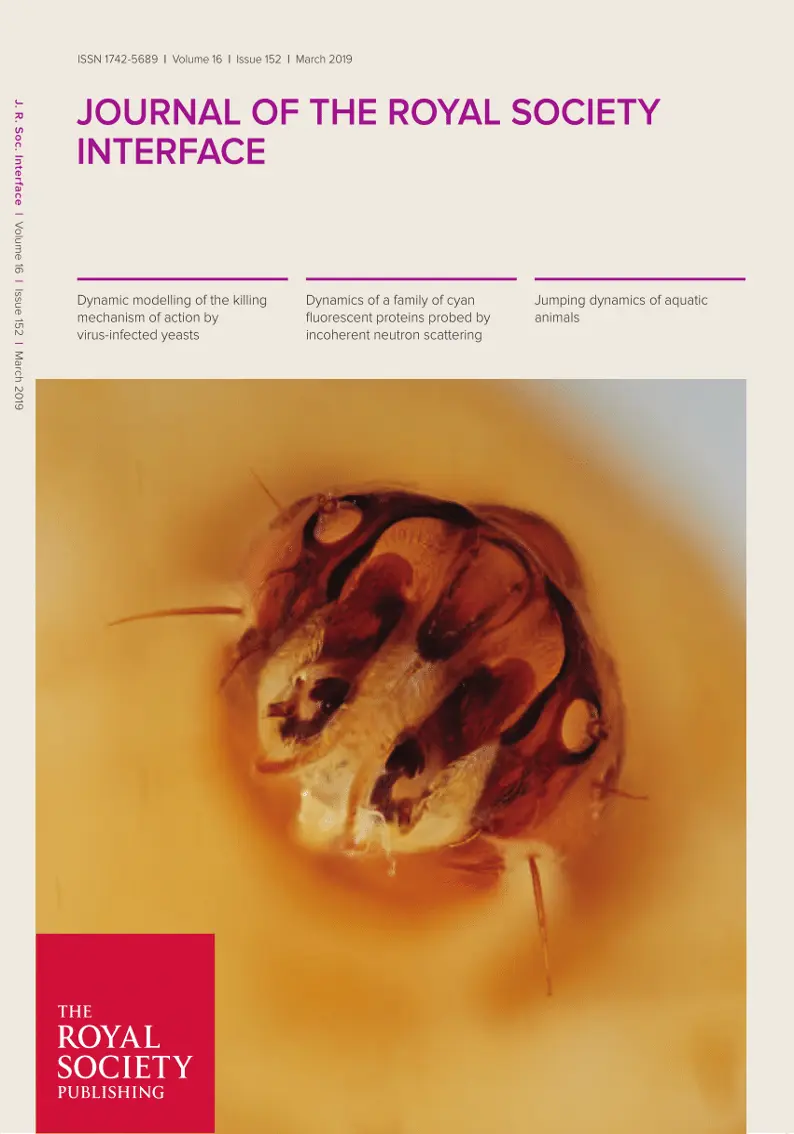 ISSN 1742-5689 | Volume 16 | Issue 152 | March 2019
JOURNAL OF THE ROYAL SOCIETY
INTERFACE
J. R. Soc. Interface | Volume 16 | Issue 152 | March 2019
Dynamic modelling of the killing
mechanism of action by
virus-infected yeasts
Dynamics of a family of cyan
fluorescent proteins probed by
incoherent neutron scattering
Jumping dynamics of aquatic
animals
THE
ROYAL
SOCIETY
PUBLISHING